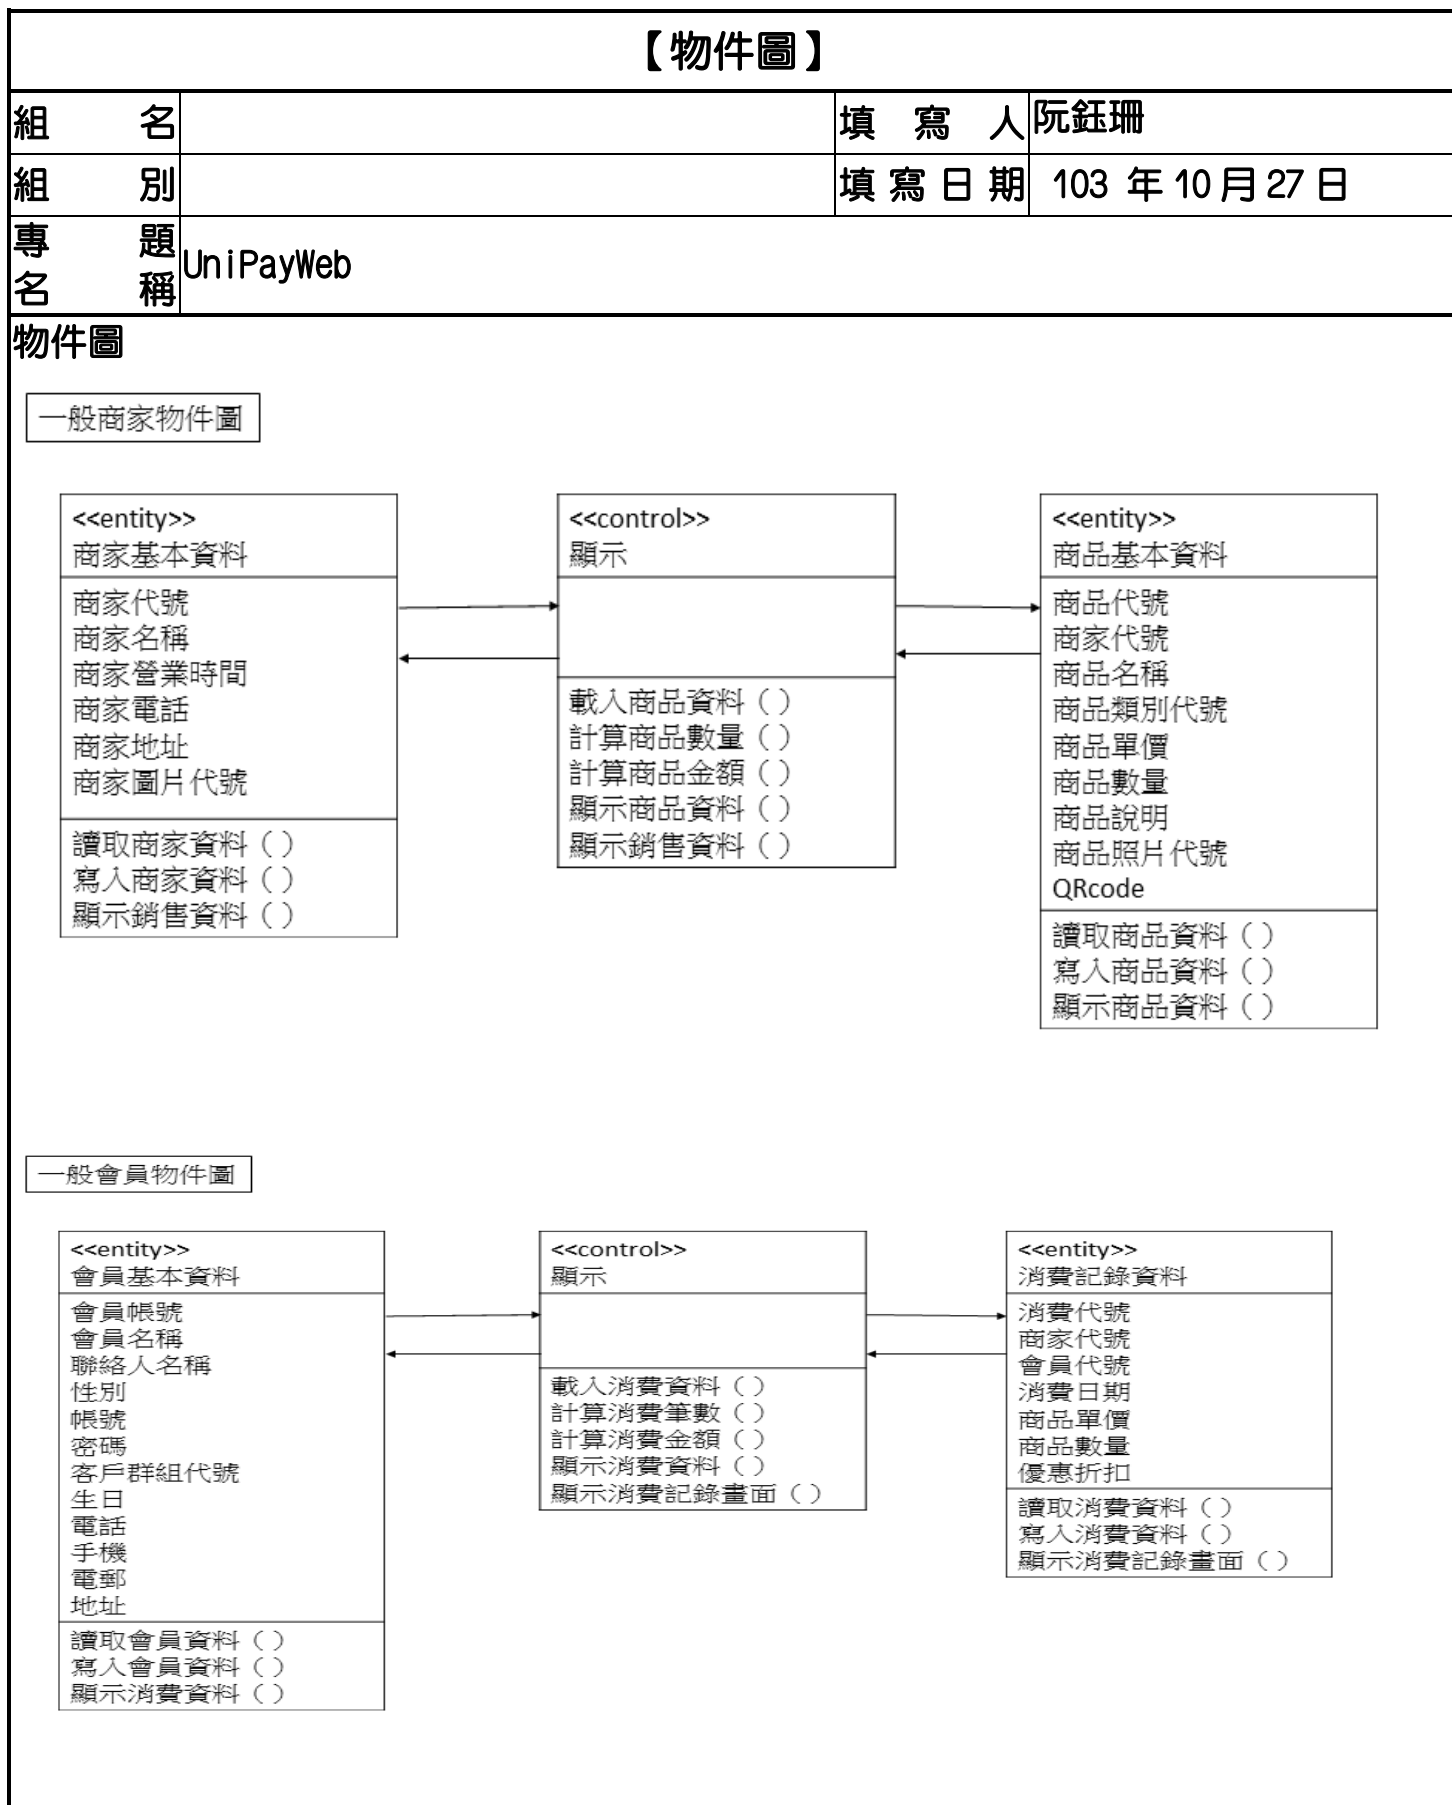 【物件圖】
組 名
填 寫 人 阮鈺珊
組 別
填寫日期 103 年 10 月 27 日
專 題
名 稱
UniPayWeb
物件圖
一般商家物件圖
<<entity>>
商家基本資料
商家代號
商家名稱
商家營業時間
商家電話
商家地址
商家圖片代號
讀取商家資料（）
寫入商家資料（）
顯示銷售資料（）
<<control>>
顯示
載入商品資料（）
計算商品數量（）
計算商品金額（）
顯示商品資料（）
顯示銷售資料（）
<<entity>>
商品基本資料
商品代號
商家代號
商品名稱
商品類別代號
商品單價
商品數量
商品說明
商品照片代號
QRcode
讀取商品資料（）
寫入商品資料（）
顯示商品資料（）
一般會員物件圖
<<entity>>
會員基本資料
會員帳號
會員名稱
聯絡人名稱
性別
帳號
密碼
客戶群組代號
生日
電話
手機
電郵
地址
讀取會員資料（）
寫入會員資料（）
顯示消費資料（）
<<control>>
顯示
載入消費資料（）
計算消費筆數（）
計算消費金額（）
顯示消費資料（）
顯示消費記錄畫面（）
<<entity>>
消費記錄資料
消費代號
商家代號
會員代號
消費日期
商品單價
商品數量
優惠折扣
讀取消費資料（）
寫入消費資料（）
顯示消費記錄畫面（）